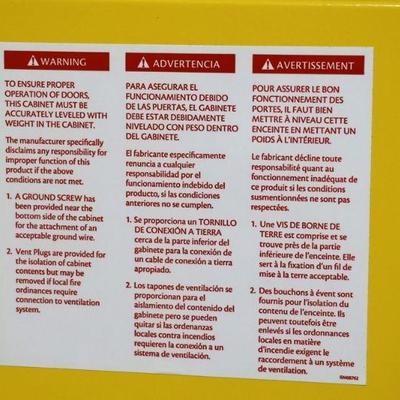 WARNING
TO ENSURE PROPER
OPERATION OF DOORS,
THIS CABINET MUST BE
ACCURATELY LEVELED WITH
WEIGHT IN THE CABINET.
The manufacturer specifically
disclaims any responsibility for
improper function of this
product if the above
conditions are not met.
1. A GROUND SCREW has
been provided near the
bottom side of the cabinet
for the attachment of an
acceptable ground wire.
2. Vent Plugs are provided for
the isolation of cabinet
contents but may be
removed if local fire
ordinances require
connection to ventilation
system.
ADVERTENCIA
PARA ASEGURAR EL
FUNCIONAMIENTO DEBIDO
DE LAS PUERTAS, EL GABINETE
DEBE ESTAR DEBIDAMENTE
NIVELADO CON PESO DENTRO
DEL GABINETE.
El fabricante específicamente
renuncia a cualquier
responsabilidad por el
funcionamiento indebido del
producto, si las condiciones
anteriores no se cumplen.
1. Se proporciona un TORNILLO
DE CONEXIÓN A TIERRA
cerca de la parte inferior del
gabinete para la conexión de
un cable de conexión a tierra
apropiado.
2. Los tapones de ventilación se
proporcionan para el
aislamiento del contenido del
gabinete pero se pueden
quitar si las ordenanzas
locales contra incendios
requieren la conexión a un
sistema de ventilación.
AVERTISSEMENT
POUR ASSURER LE BON
FONCTIONNEMENT DES
PORTES, IL FAUT BIEN
METTRE À NIVEAU CETTE
ENCEINTE EN METTANT UN
POIDS À L'INTÉRIEUR.
Le fabricant décline toute
responsabilité quant au
fonctionnement inadéquat de
ce produit si les conditions
susmentionnées ne sont pas
respectées.
1. Une VIS DE BORNE DE
TERRE est comprise et se
trouve près de la partie
inférieure de l'enceinte. Elle
sert à la fixation d'un fil de
mise à la terre acceptable.
2. Des bouchons à évent sont
fournis pour l'isolation du
contenu de l'enceinte. Ils
peuvent toutefois être
enlevés si les ordonnances
locales en matière
d'incendie exigent le
raccordement à un système
de ventilation.